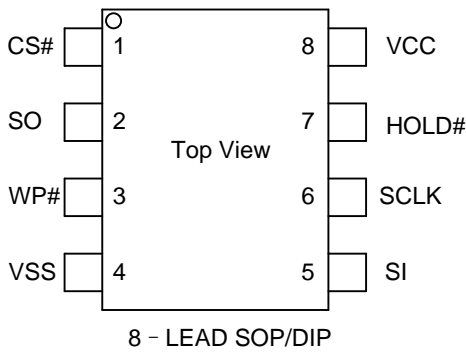 CS# 1 8 VCC
SO 2 7 HOLD#
Top View
WP# 3 6 SCLK
VSS 4 5 SI
8 - LEAD SOP/DIP